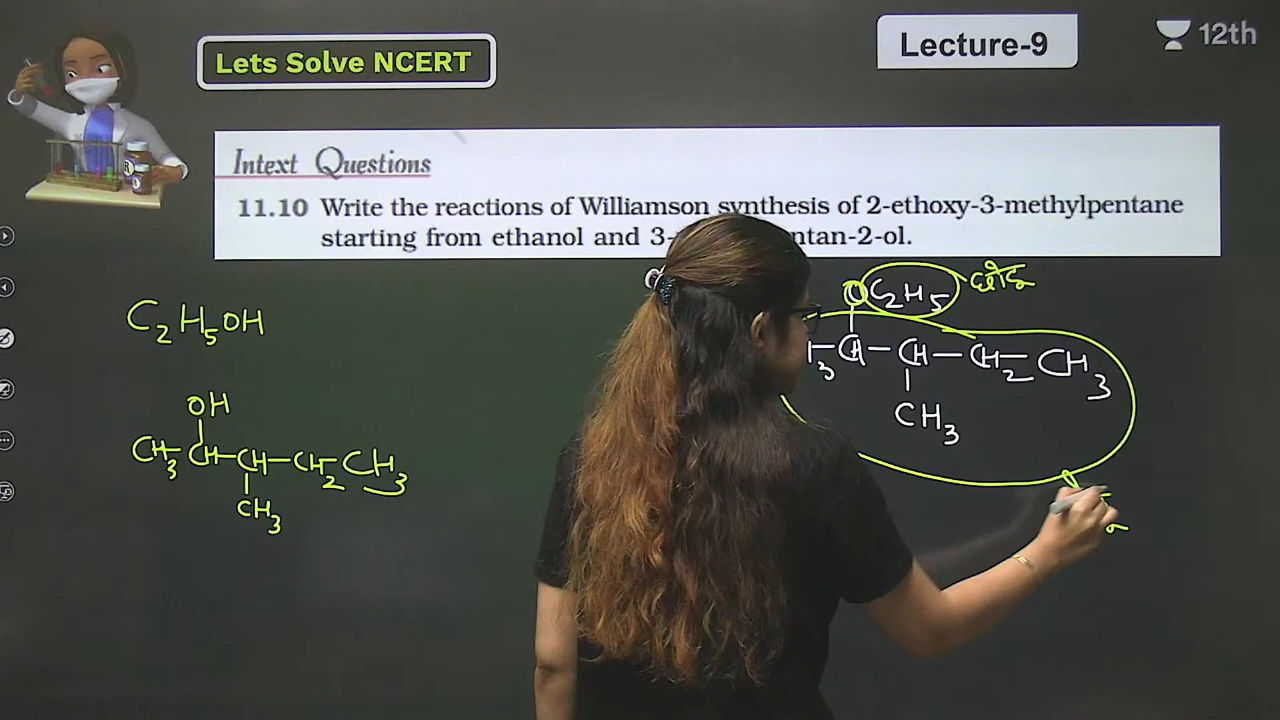 Lets Solve NCERT
Lecture-9
12th
Intext Questions
11.10 Write the reactions of Williamson synthesis of 2-ethoxy-3-methylpentane
starting from ethanol and 3- ntan-2-ol.
C2H5OH
OH
CH3-CH-CH-CH2-CH3
CH3
OC2H5 छोटा
3-CH-CH-CH2-CH3
CH3